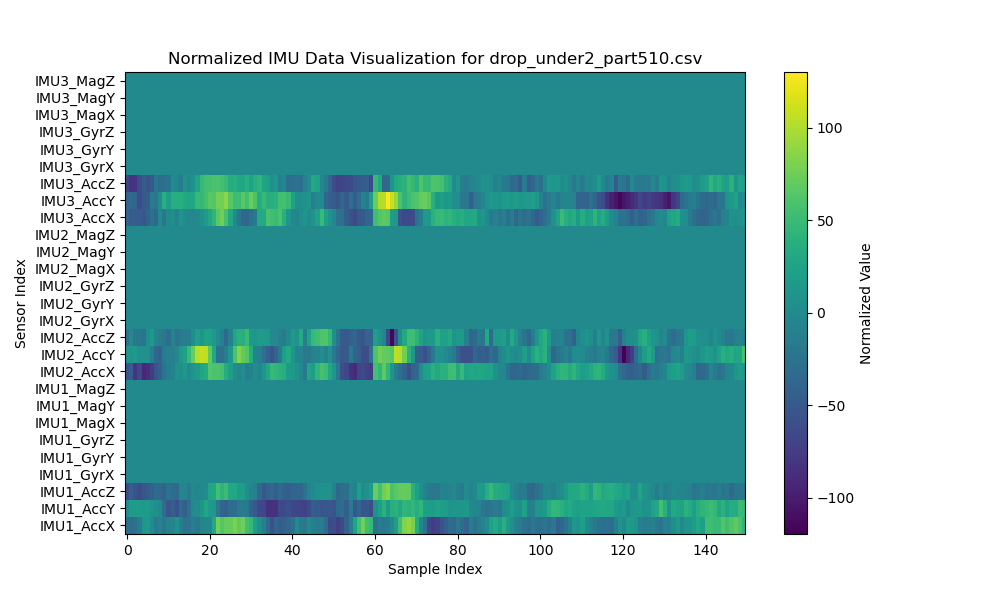 Normalized IMU Data Visualization for drop_under2_part510.csv
IMU3_MagZ
IMU3_MagY
IMU3_MagX
IMU3_GyrZ
IMU3_GyrY
IMU3_GyrX
IMU3_AccZ
IMU3_AccY
IMU3_AccX
IMU2_MagZ
IMU2_MagY
IMU2_MagX
IMU2_GyrZ
IMU2_GyrY
IMU2_GyrX
IMU2_AccZ
IMU2_AccY
IMU2_AccX
IMU1_MagZ
IMU1_MagY
IMU1_MagX
IMU1_GyrZ
IMU1_GyrY
IMU1_GyrX
IMU1_AccZ
IMU1_AccY
IMU1_AccX
Sensor Index
0 20 40 60 80 100 120 140
Sample Index
100
50
0
−50
−100
Normalized Value